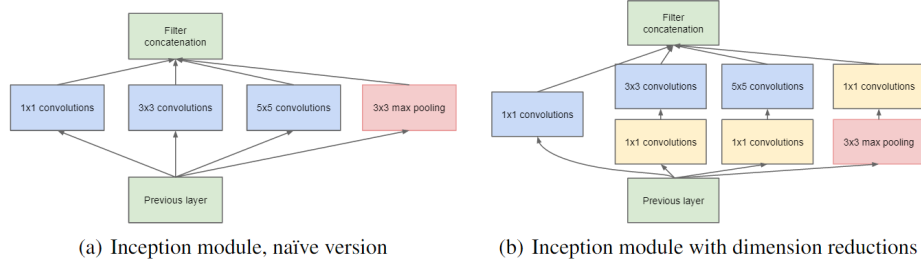 Filter
concatenation
1x1 convolutions
3x3 convolutions
5x5 convolutions
3x3 max pooling
Previous layer
(a) Inception module, naïve version
Filter
concatenation
3x3 convolutions
5x5 convolutions
1x1 convolutions
1x1 convolutions
1x1 convolutions
1x1 convolutions
3x3 max pooling
Previous layer
(b) Inception module with dimension reductions